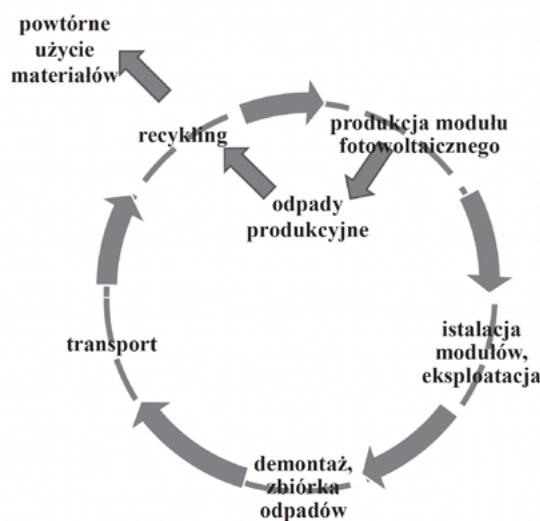 powtórne
użycie
materiałów
recykling
produkcja modułu
fotowoltaicznego
odpady
produkcyjne
istalacja
modułów,
eksploatacja
demontaż,
zbiórka
odpadów
transport